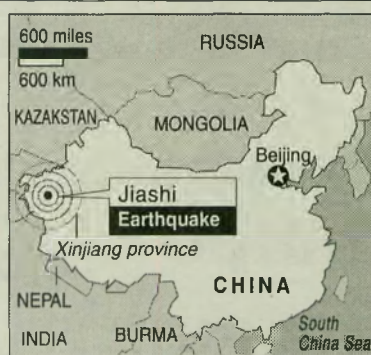 600 miles
600 km
RUSSIA
KAZAKSTAN
MONGOLIA
Beijing
Jiashi
Earthquake
Xinjiang province
CHINA
NEPAL
INDIA
BURMA
South
China Sea